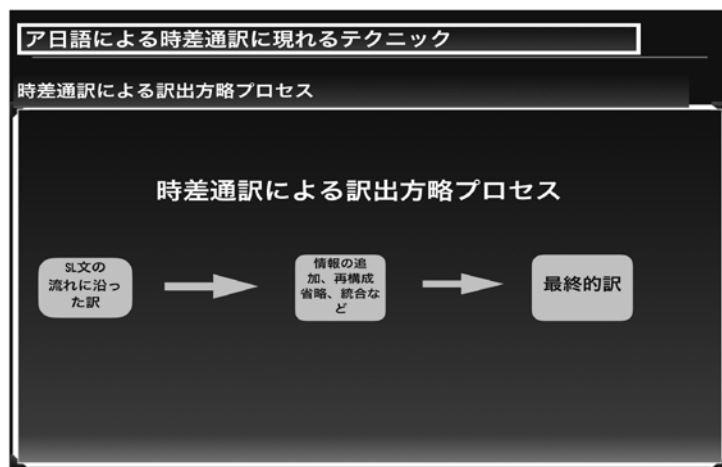 ア日語による時差通訳に現れるテクニック
時差通訳による訳出方略プロセス
時差通訳による訳出方略プロセス
SL文の
流れに沿っ
た訳
情報の追
加、再構成
省略、統合な
ど
最終的訳